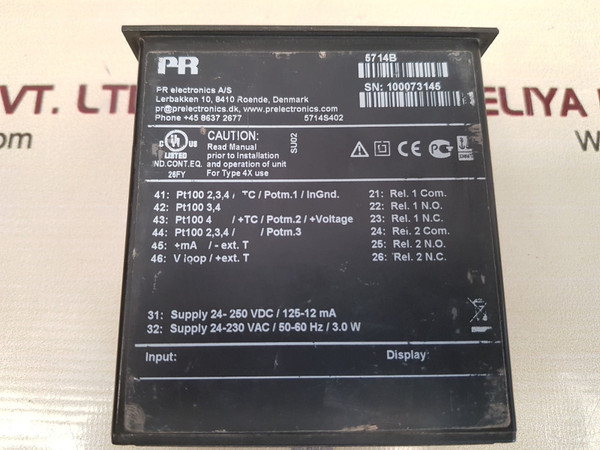 PR
5714B
PR electronics A/S
Lerbakken 10, 8410 Roende, Denmark
pr@prelectronics.dk, www.prelectronics.com
Phone +45 8637 2677
5714S402
SN: 100073145
C UL US
LISTED
IND.CONT.EQ.
26FY
CAUTION:
Read Manual
prior to Installation
and operation of unit
For Type 4X use
SU02
CE
41: Pt100 2,3,4 / -TC / Potm.1 / InGnd.
42: Pt100 3,4
43: Pt100 4 / +TC / Potm.2 / +Voltage
44: Pt100 2,3,4 / / Potm.3
45: +mA / - ext. T
46: V loop / +ext. T
21: Rel. 1 Com.
22: Rel. 1 N.O.
23: Rel. 1 N.C.
24: Rel. 2 Com.
25: Rel. 2 N.O.
26: Rel. 2 N.C.
31: Supply 24- 250 VDC / 125-12 mA
32: Supply 24-230 VAC / 50-60 Hz / 3.0 W
Input:
Display:
VT. LT
ELIYA
.com
www.